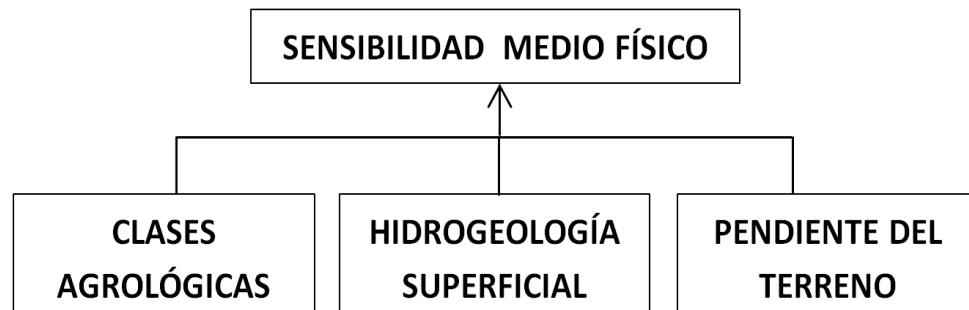 SENSIBILIDAD MEDIO FÍSICO
CLASES
AGROLÓGICAS
HIDROGEOLOGÍA
SUPERFICIAL
PENDIENTE DEL
TERRENO